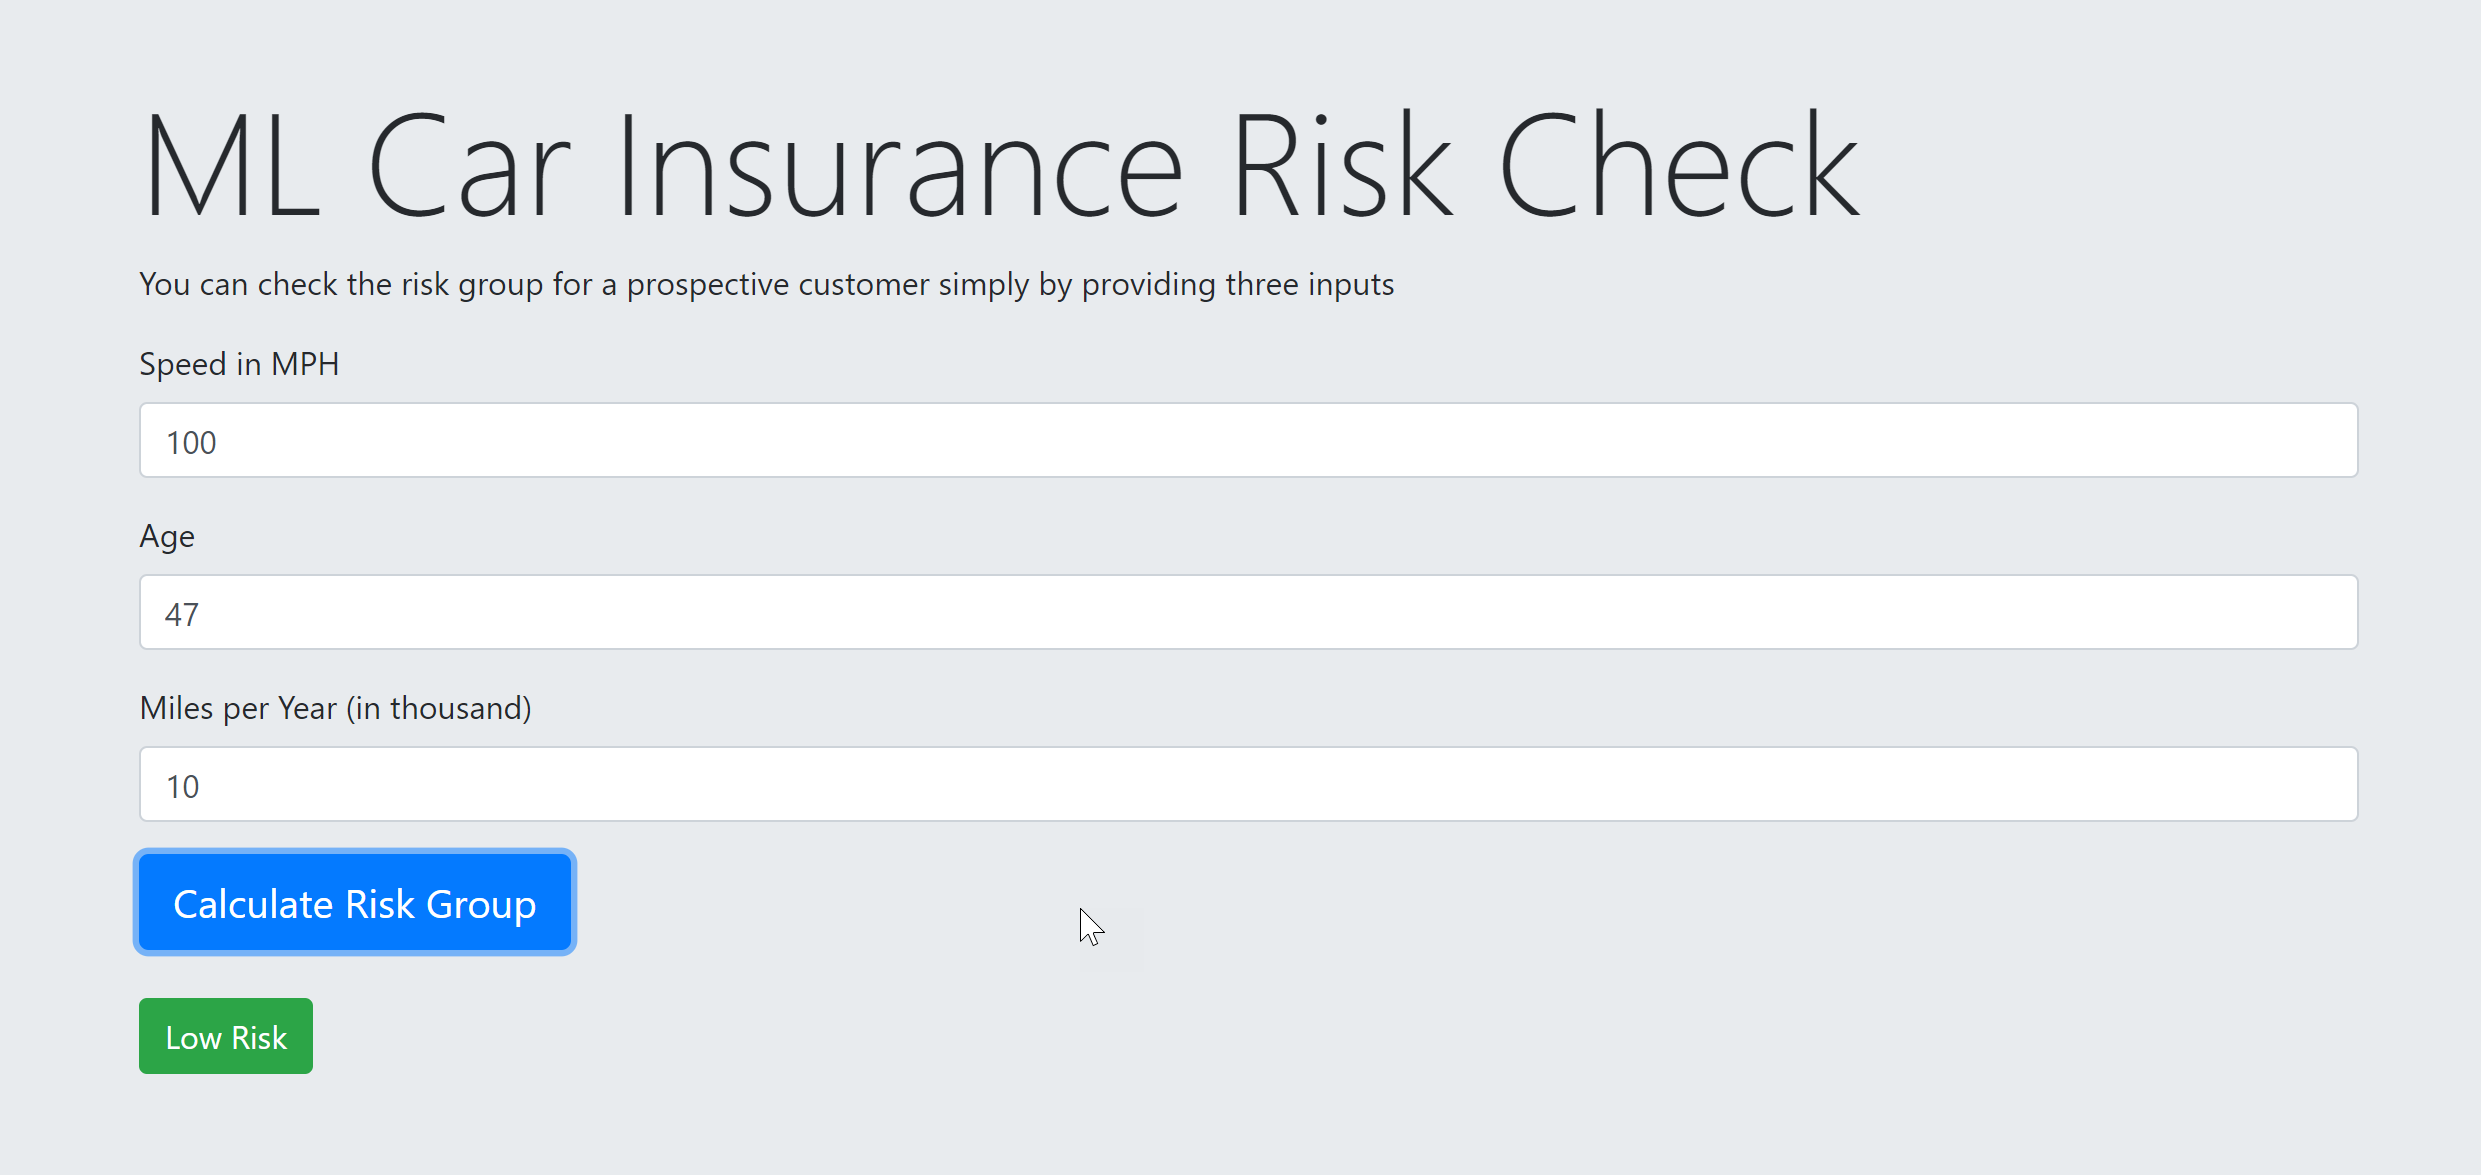 ML Car Insurance Risk Check
You can check the risk group for a prospective customer simply by providing three inputs
Speed in MPH
100
Age
47
Miles per Year (in thousand)
10
Calculate Risk Group
Low Risk